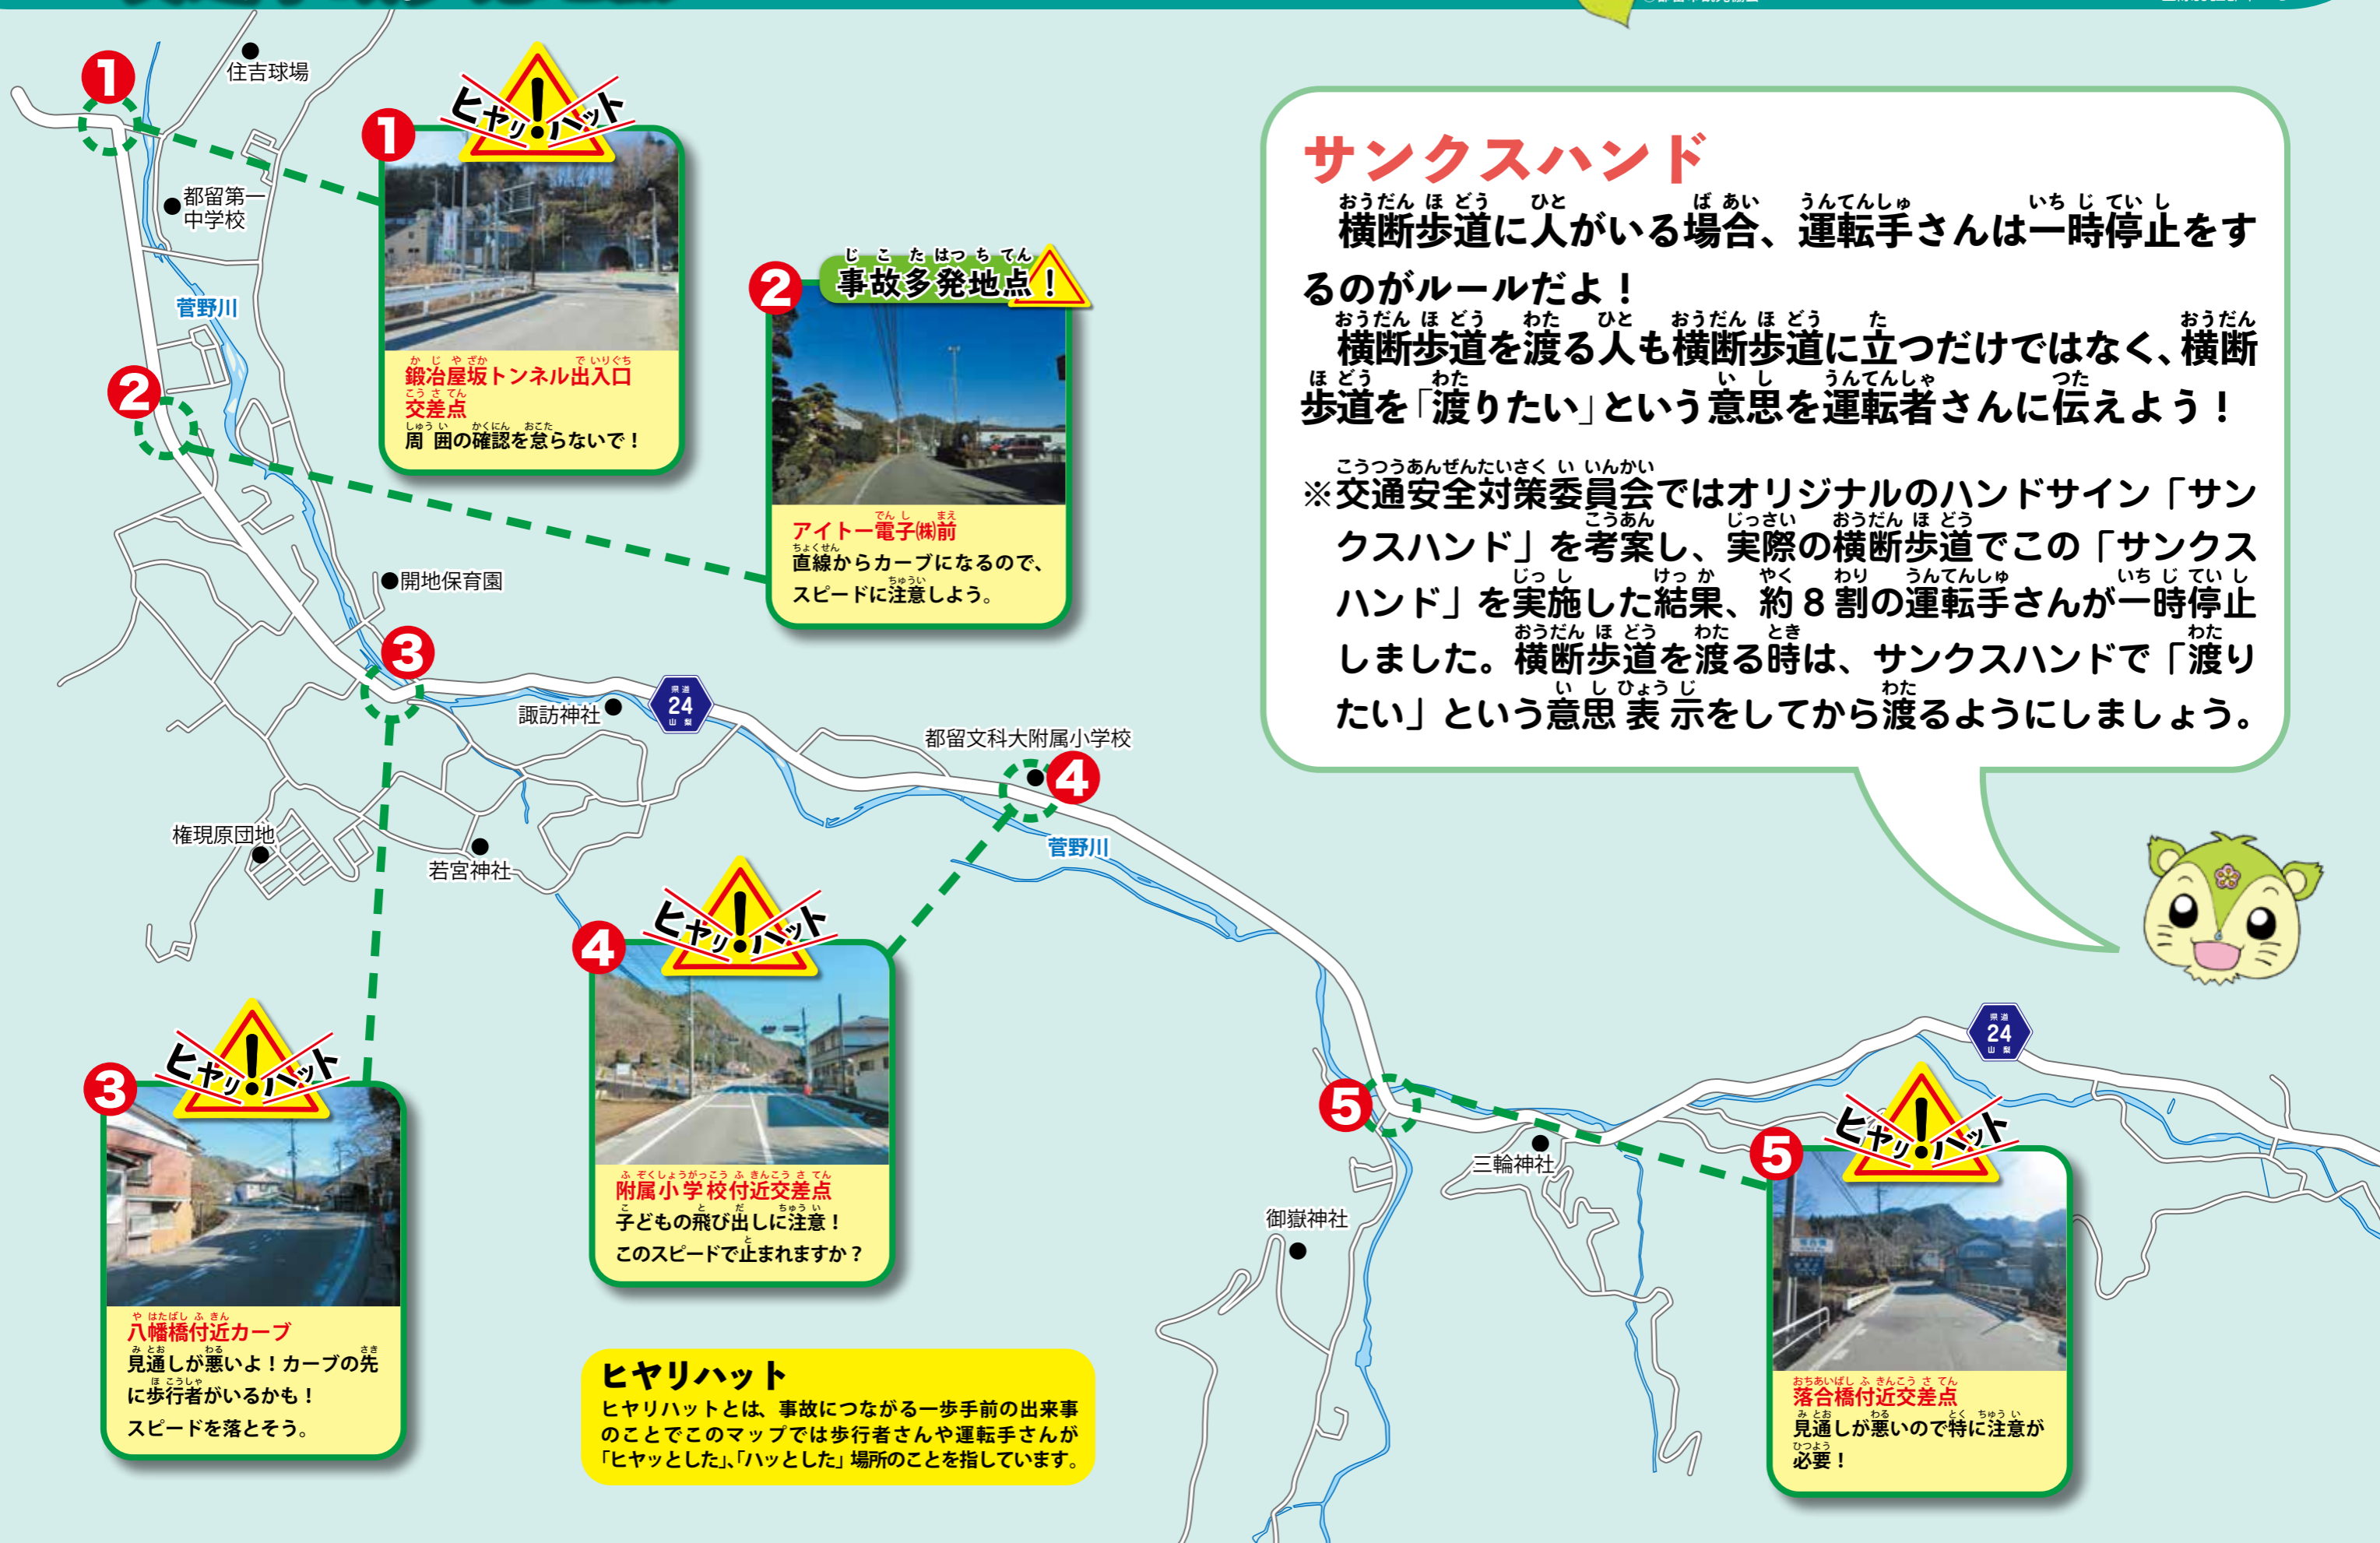 住吉球場
都留第一
中学校
菅野川
開地保育園
諏訪神社
県道
24
山梨
都留文科大附属小学校
権現原団地
若宮神社
菅野川
三輪神社
御嶽神社
県道
24
山梨
1
2
3
4
5
1
ヒヤリ!ハット
鍛冶屋坂トンネル出入口
交差点
周囲の確認を怠らないで！
2
事故多発地点！
アイトー電子㈱前
直線からカーブになるので、
スピードに注意しよう。
3
ヒヤリ!ハット
八幡橋付近カーブ
見通しが悪いよ！カーブの先
に歩行者がいるかも！
スピードを落とそう。
4
ヒヤリ!ハット
附属小学校付近交差点
子どもの飛び出しに注意！
このスピードで止まれますか？
5
ヒヤリ!ハット
落合橋付近交差点
見通しが悪いので特に注意が
必要！
ヒヤリハット
ヒヤリハットとは、事故につながる一歩手前の出来事
のことでこのマップでは歩行者さんや運転手さんが
「ヒヤッとした」、「ハッとした」場所のことを指しています。
サンクスハンド
横断歩道に人がいる場合、運転手さんは一時停止をす
るのがルールだよ！
横断歩道を渡る人も横断歩道に立つだけではなく、横断
歩道を「渡りたい」という意思を運転者さんに伝えよう！
※交通安全対策委員会ではオリジナルのハンドサイン「サン
クスハンド」を考案し、実際の横断歩道でこの「サンクス
ハンド」を実施した結果、約8割の運転手さんが一時停止
しました。横断歩道を渡る時は、サンクスハンドで「渡り
たい」という意思表示をしてから渡るようにしましょう。